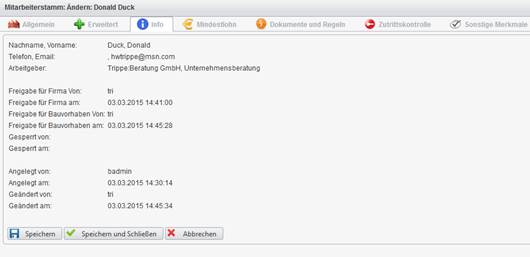 Mitarbeiterstamm: Ändern: Donald Duck
Allgemein Erweitert Info Mindestlohn Dokumente und Regeln Zutrittskontrolle Sonstige Merkmale
Nachname, Vorname: Duck, Donald
Telefon, Email: , hwtrippe@msn.com
Arbeitgeber: Trippe:Beratung GmbH, Unternehmensberatung
Freigabe für Firma Von: tri
Freigabe für Firma am: 03.03.2015 14:41:00
Freigabe für Bauvorhaben Von: tri
Freigabe für Bauvorhaben am: 03.03.2015 14:45:28
Gesperrt von:
Gesperrt am:
Angelegt von: badmin
Angelegt am: 03.03.2015 14:30:14
Geändert von: tri
Geändert am: 03.03.2015 14:45:34
Speichern Speichern und Schließen Abbrechen